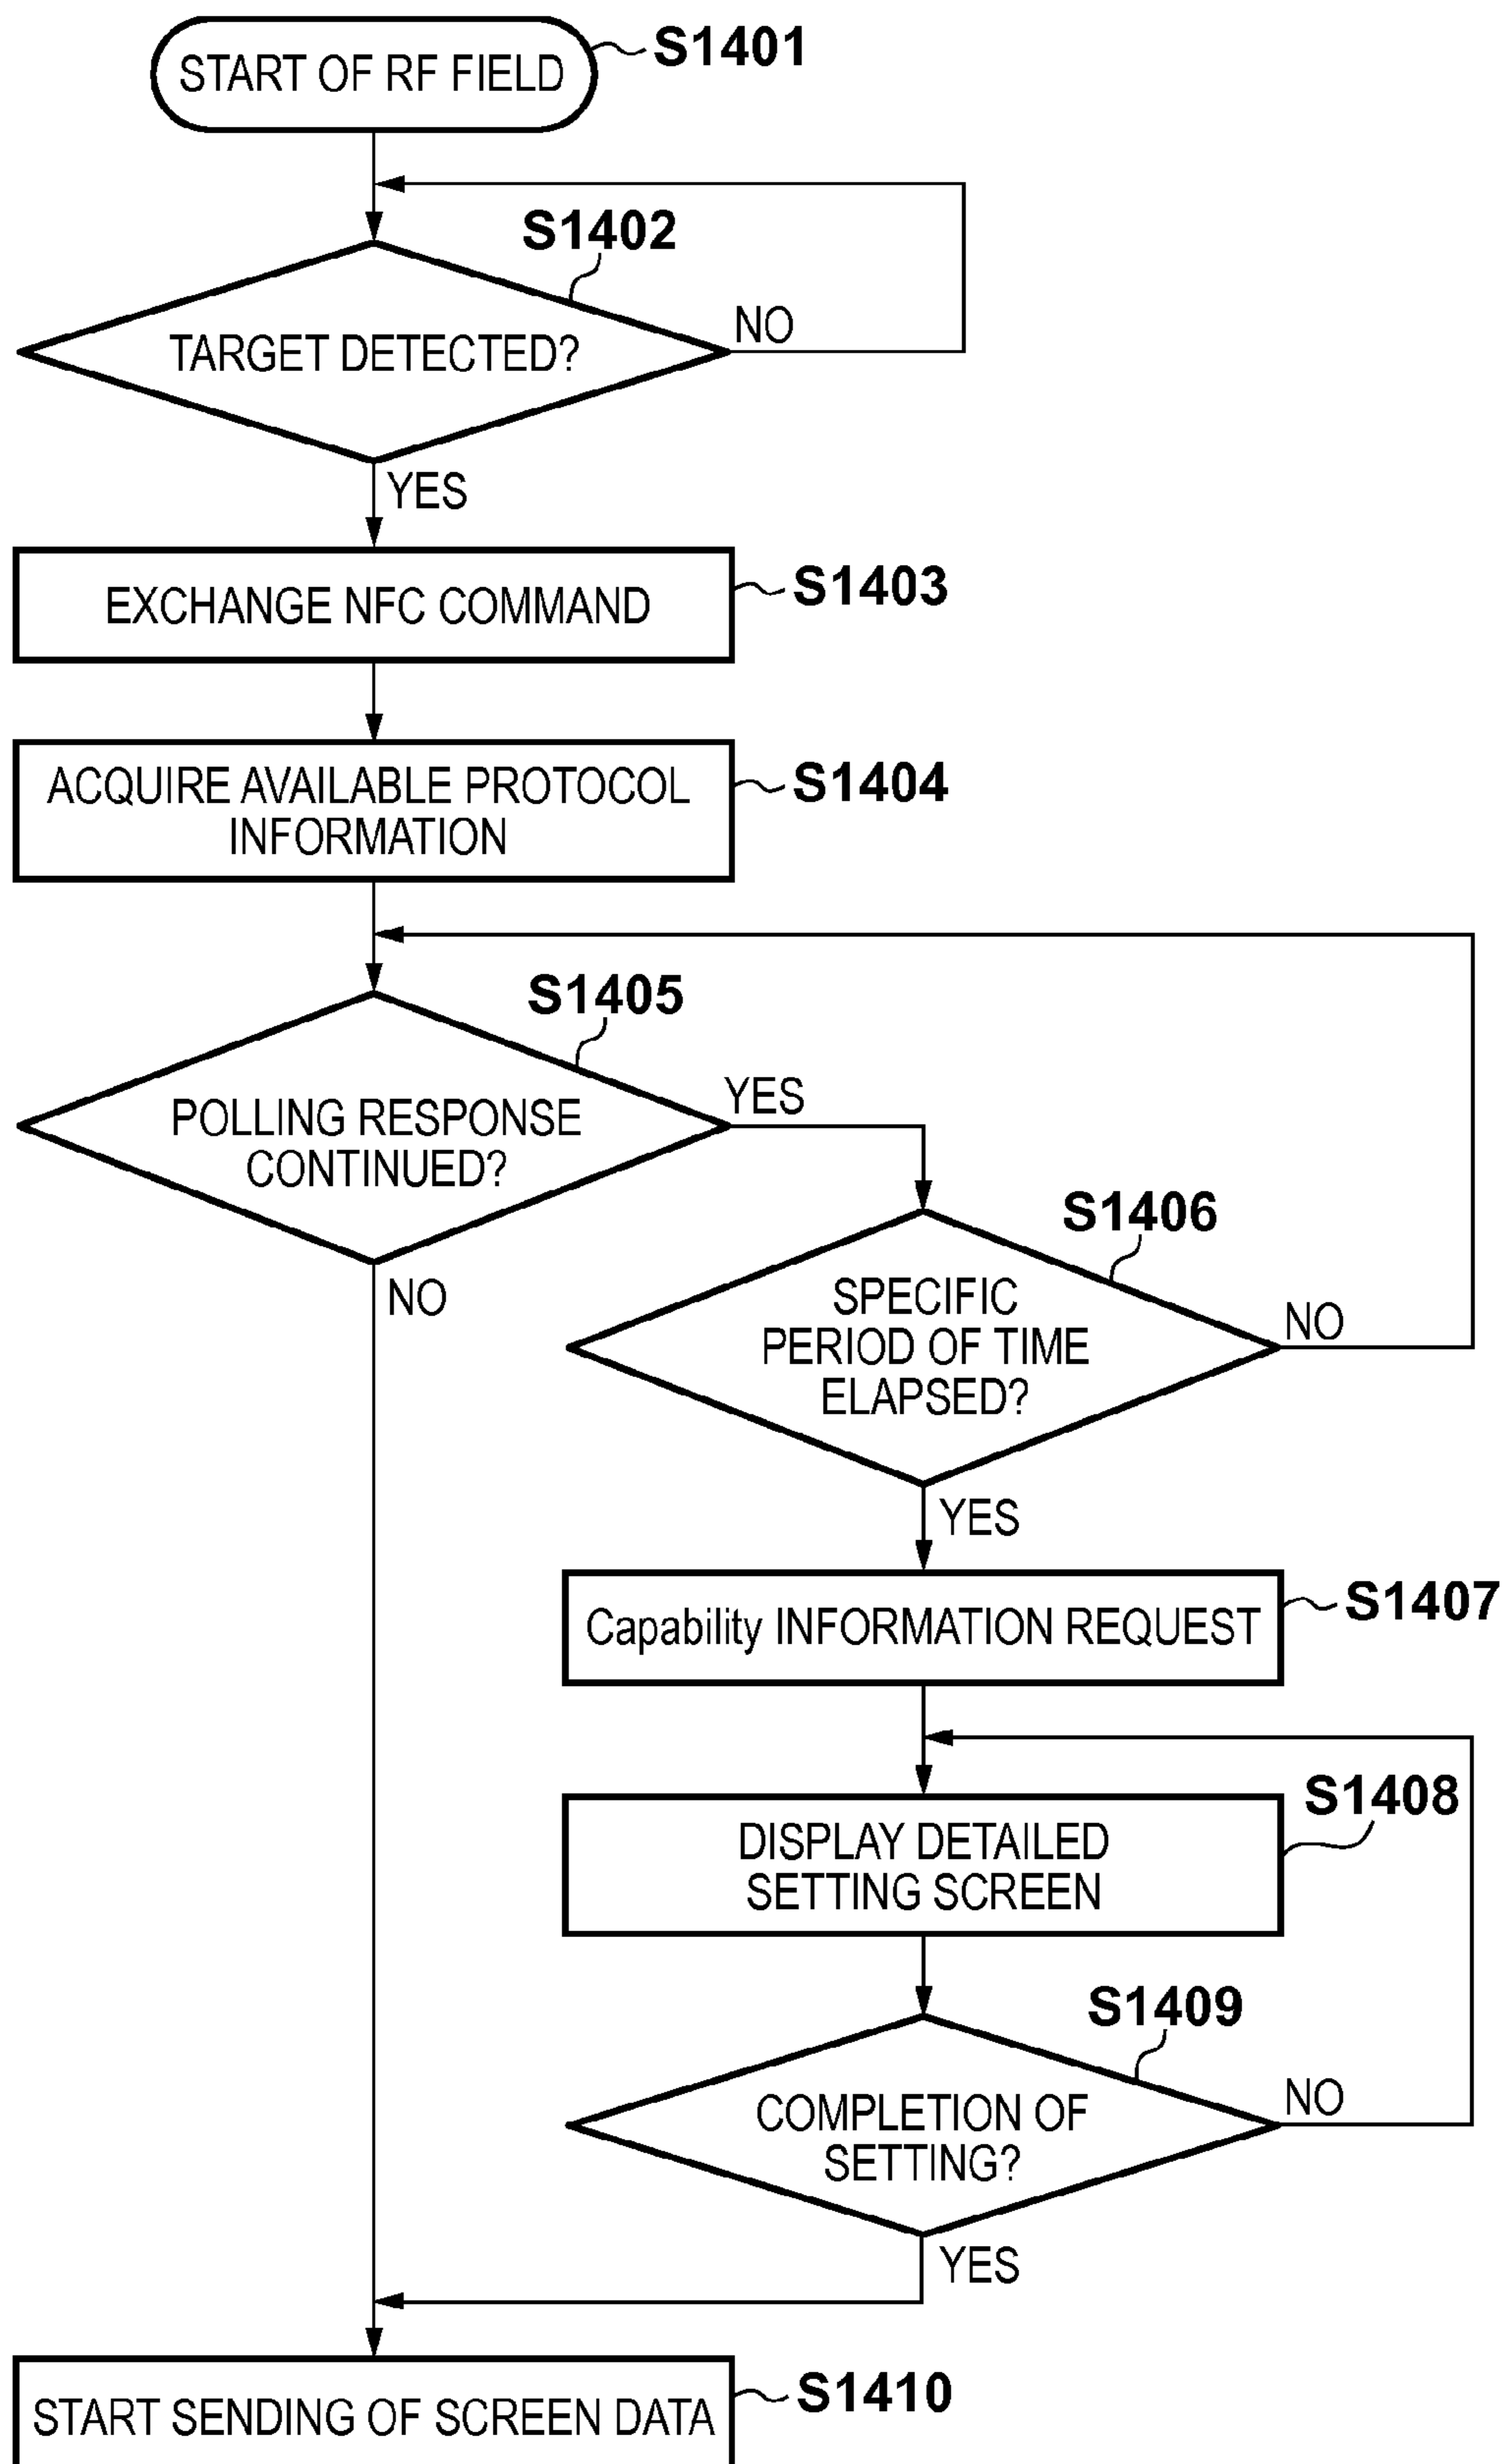 START OF RF FIELD
S1401
S1402
TARGET DETECTED?
NO
YES
EXCHANGE NFC COMMAND
S1403
ACQUIRE AVAILABLE PROTOCOL
INFORMATION
S1404
S1405
POLLING RESPONSE
CONTINUED?
YES
NO
S1406
SPECIFIC
PERIOD OF TIME
ELAPSED?
NO
YES
Capability INFORMATION REQUEST
S1407
S1408
DISPLAY DETAILED
SETTING SCREEN
S1409
COMPLETION OF
SETTING?
NO
YES
START SENDING OF SCREEN DATA
S1410